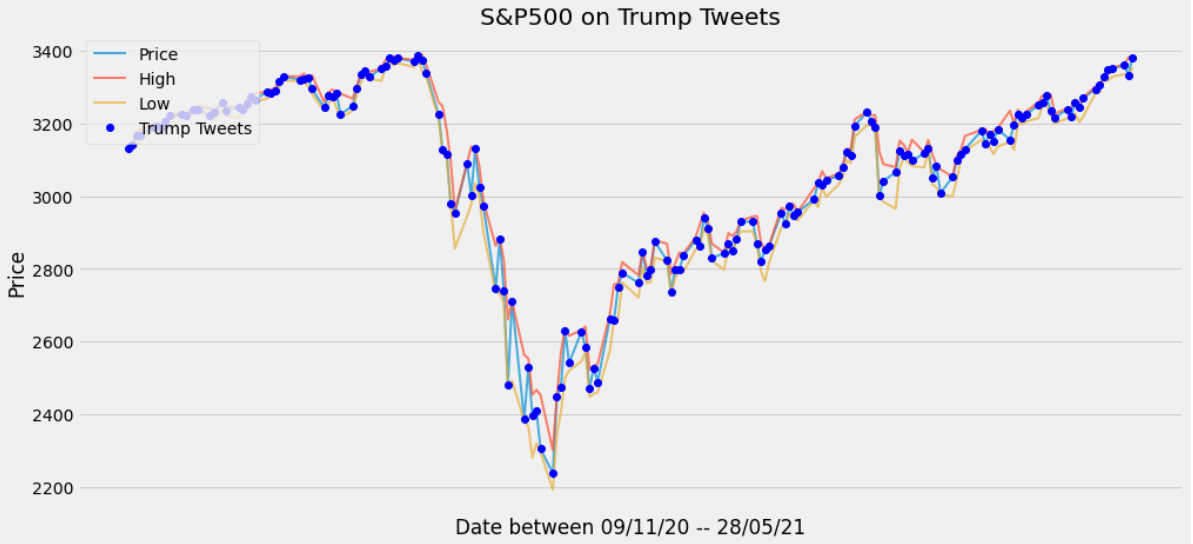 S&P500 on Trump Tweets
Price
High
Low
Trump Tweets
3400
3200
3000
2800
2600
2400
2200
Price
Date between 09/11/20 -- 28/05/21